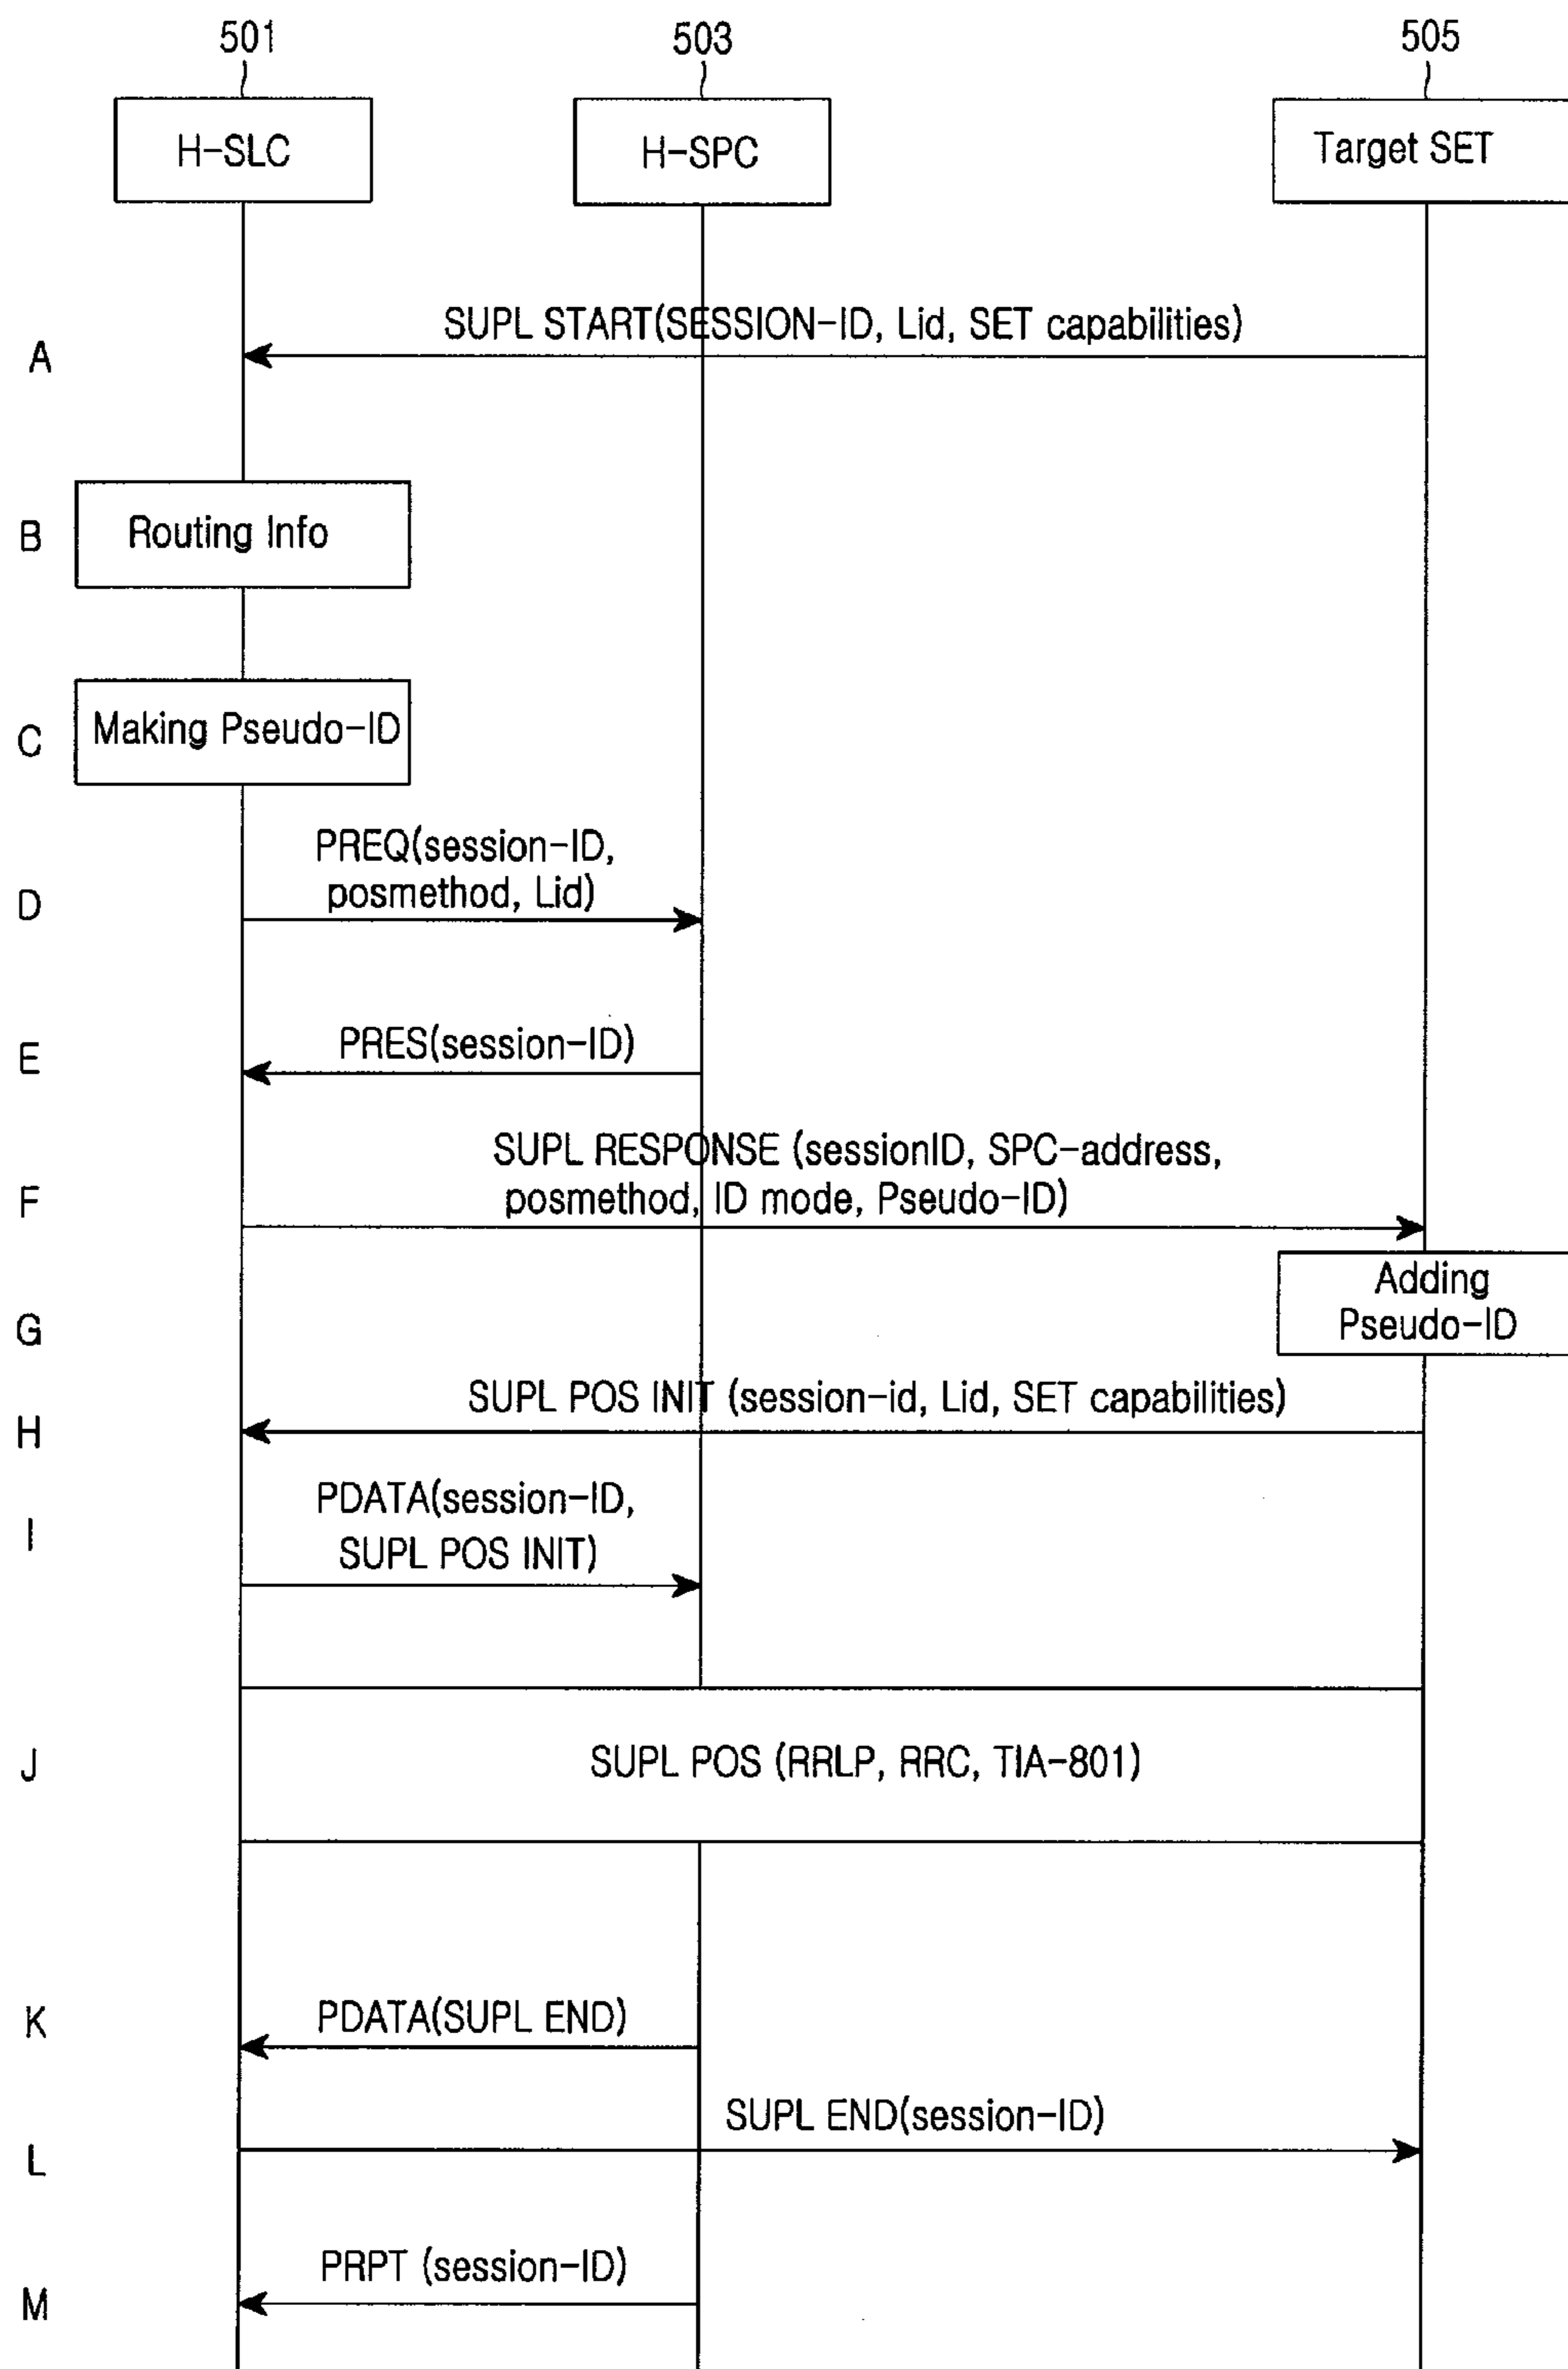 501
503
505
H-SLC
H-SPC
Target SET
SUPL START(SESSION-ID, Lid, SET capabilities)
A
B
Routing Info
C
Making Pseudo-ID
PREQ(session-ID,
posmethod, Lid)
D
PRES(session-ID)
E
SUPL RESPONSE (sessionID, SPC-address,
posmethod, ID mode, Pseudo-ID)
F
Adding
Pseudo-ID
G
SUPL POS INIT (session-id, Lid, SET capabilities)
H
PDATA(session-ID,
SUPL POS INIT)
I
J
SUPL POS (RRLP, RRC, TIA-801)
PDATA(SUPL END)
K
SUPL END(session-ID)
L
PRPT (session-ID)
M